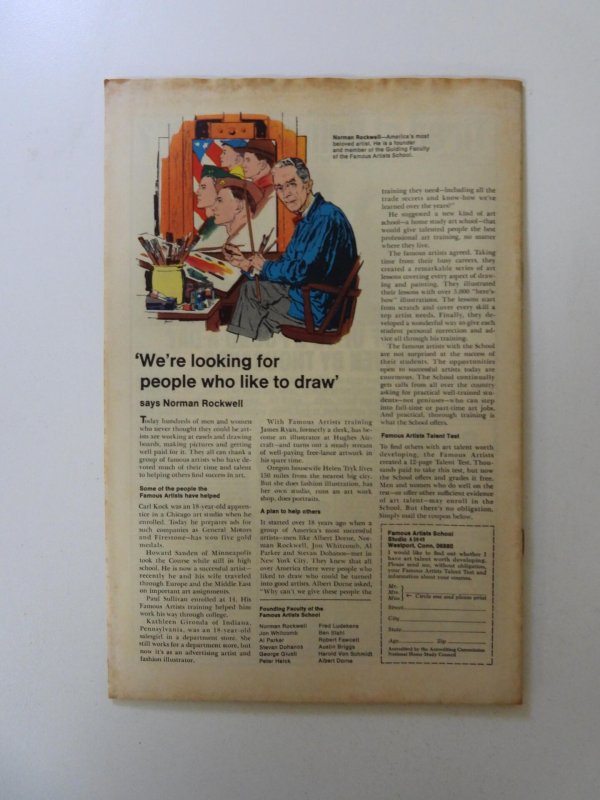 Norman Rockwell—America's most
beloved artist. He is a founder
and member of the Guiding Faculty
of the Famous Artists School.
'We're looking for
people who like to draw'
says Norman Rockwell
Today hundreds of men and women
who never thought they could be art-
ists are working at easels and drawing
boards, making pictures and getting
well paid for it. They all can thank a
group of famous artists who have de-
voted much of their time and talent
to helping others find success in art.
Some of the people the
Famous Artists have helped
Carl Kock was an 18-year-old appren-
tice in a Chicago art studio when he
enrolled. Today he prepares ads for
such companies as General Motors
and Firestone—has won five gold
medals.
Howard Sanden of Minneapolis
took the Course while still in high
school. He is now a successful artist—
recently he and his wife traveled
through Europe and the Middle East
on important art assignments.
Paul Sullivan enrolled at 14. His
Famous Artists training helped him
work his way through college.
Kathleen Gironda of Indiana,
Pennsylvania, was an 18-year-old
salesgirl in a department store. She
still works for a department store, but
now it's as an advertising artist and
fashion illustrator.
With Famous Artists training
James Ryan, formerly a clerk, has be-
come an illustrator at Hughes Air-
craft—and turns out a steady stream
of well-paying free-lance artwork in
his spare time.
Oregon housewife Helen Tryk lives
150 miles from the nearest big city.
But she does fashion illustration, has
her own studio, runs an art work
shop, does portraits.
A plan to help others
It started over 18 years ago when a
group of America's most successful
artists—men like Albert Dorne, Nor-
man Rockwell, Jon Whitcomb, Al
Parker and Stevan Dohanos—met in
New York City. They knew that all
over America there were people who
liked to draw who could be turned
into good artists. Albert Dorne asked,
"Why can't we give these people the
Founding Faculty of the
Famous Artists School
Norman Rockwell
Jon Whitcomb
Al Parker
Stevan Dohanos
George Giusti
Peter Helck
Fred Ludekens
Ben Stahl
Robert Fawcett
Austin Briggs
Harold Von Schmidt
Albert Dorne
training they need—including all the
trade secrets and know-how we've
learned over the years?"
He suggested a new kind of art
school—a home study art school—that
would give talented people the best
professional art training, no matter
where they live.
The famous artists agreed. Taking
time from their busy careers, they
created a remarkable series of art
lessons covering every aspect of draw-
ing and painting. They illustrated
their lessons with over 5,000 "here's
how" illustrations. The lessons start
from scratch and cover every skill a
top artist needs. Finally, they de-
veloped a wonderful way to give each
student personal correction and ad-
vice all through his training.
The famous artists with the School
are not surprised at the success of
their students. The opportunities
open to successful artists today are
enormous. The School continually
gets calls from all over the country
asking for practical well-trained stu-
dents—not geniuses—who can step
into full-time or part-time art jobs.
And practical, thorough training is
what the School offers.
Famous Artists Talent Test
To find others with art talent worth
developing, the Famous Artists
created a 12-page Talent Test. Thou-
sands paid to take this test, but now
the School offers and grades it free.
Men and women who do well on the
test—or offer other sufficient evidence
of art talent—may enroll in the
School. But there's no obligation.
Simply mail the coupon below.
Famous Artists School
Studio
Westport, Conn. 06880
I would like to find out whether I
have art talent worth developing.
Please send me, without obligation,
your Famous Artists Talent Test and
information about your courses.
Mr.
Mrs. ← Circle one and please print
Miss
Street
City
State
Age Zip
Accredited by the Accrediting Commission
National Home Study Council